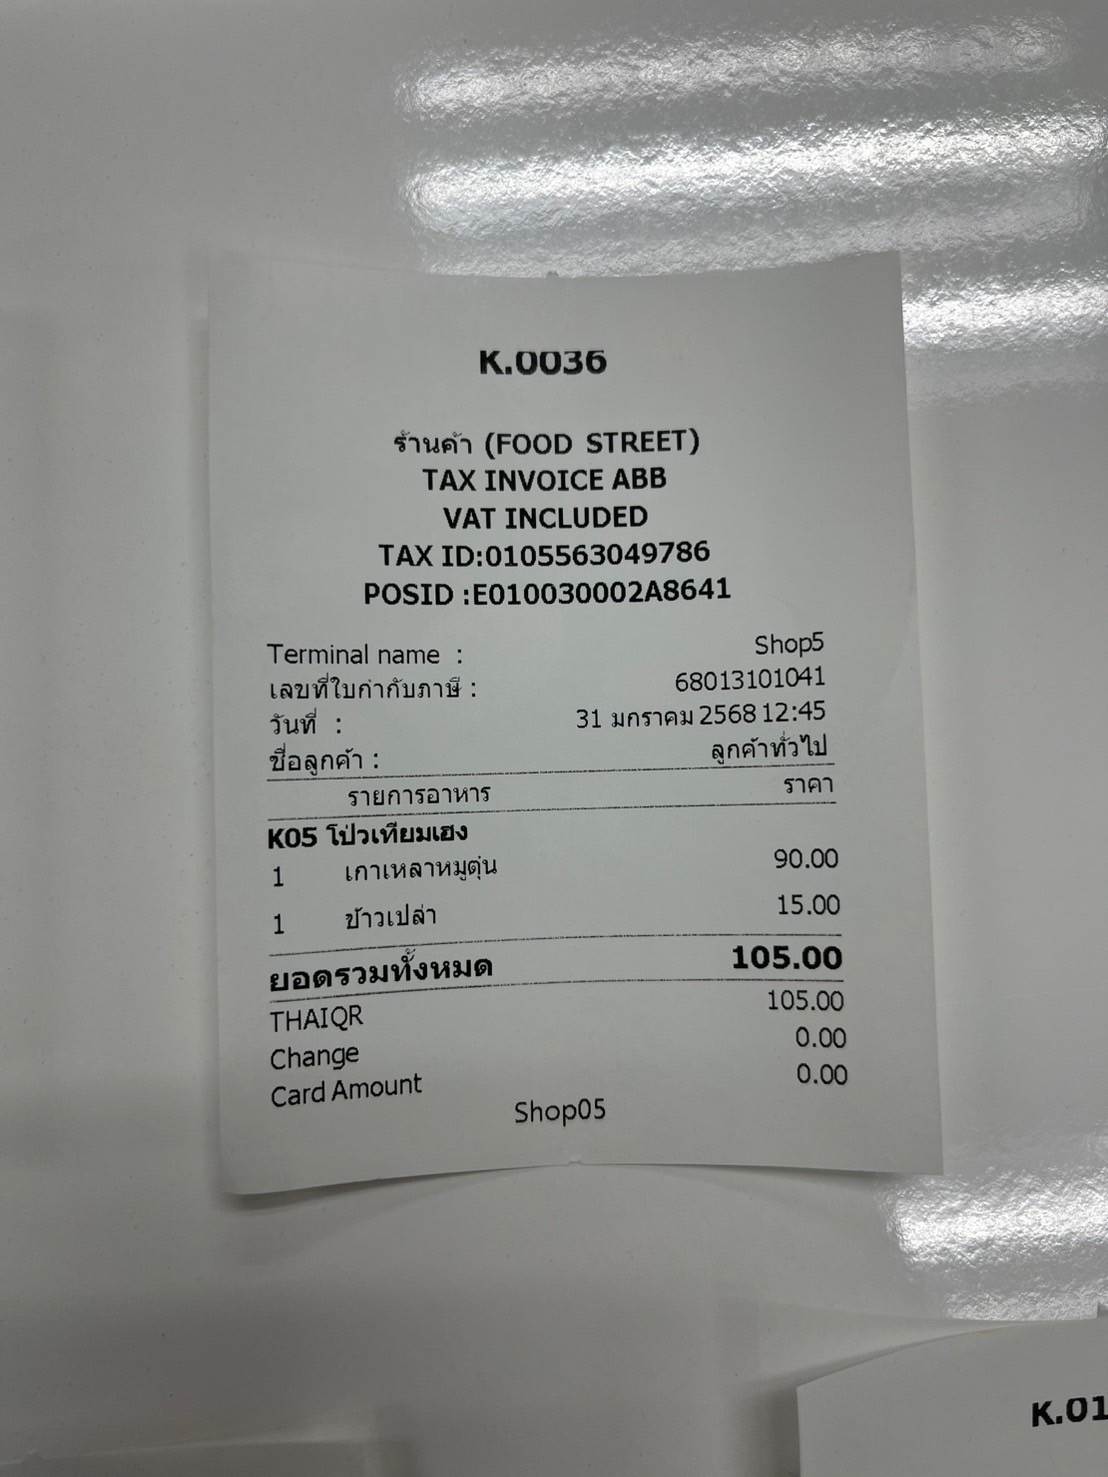 K.0036
ร้านค้า (FOOD STREET)
TAX INVOICE ABB
VAT INCLUDED
TAX ID:0105563049786
POSID :E010030002A8641
Terminal name : Shop5
เลขที่ใบกำกับภาษี : 68013101041
วันที่ : 31 มกราคม 2568 12:45
ชื่อลูกค้า : ลูกค้าทั่วไป
รายการอาหาร ราคา
K05 โป่วเทียมเฮง
1 เกาเหลาหมูตุ๋น 90.00
1 ข้าวเปล่า 15.00
ยอดรวมทั้งหมด 105.00
THAIQR 105.00
Change 0.00
Card Amount 0.00
Shop05
K.01